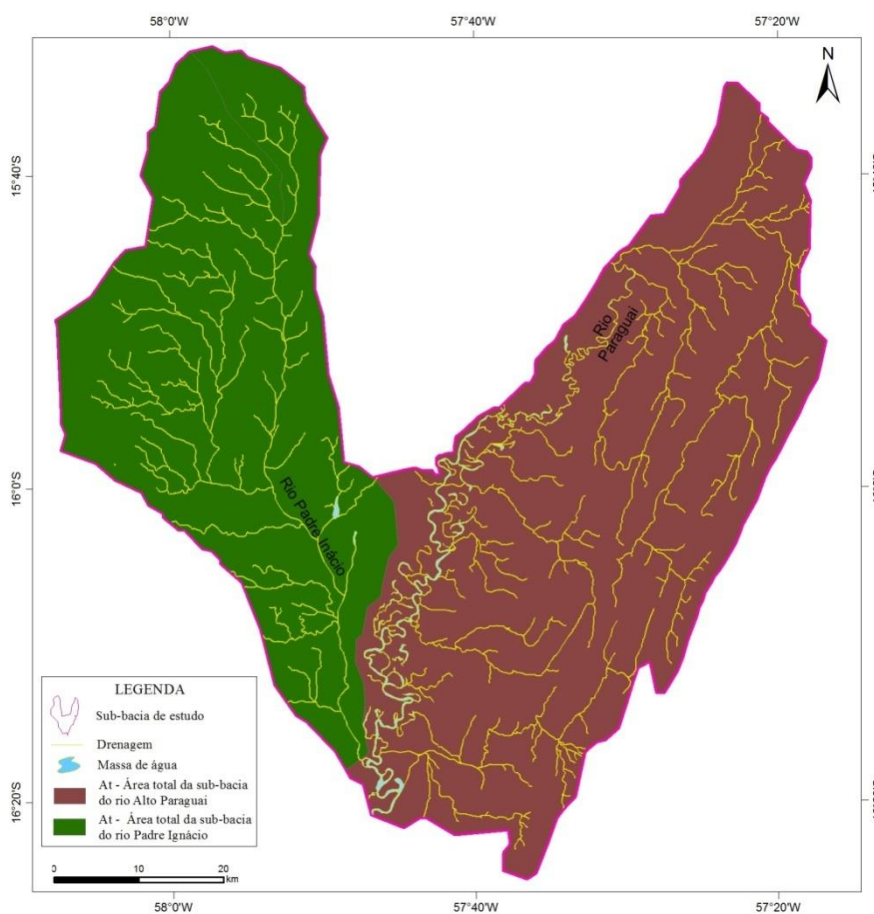 58°0'W 57°40'W 57°20'W
N
15°40'S
Rio
Paraguai
16°0'S
Rio Padre Inácio
LEGENDA
Sub-bacia de estudo
Drenagem
Massa de água
At - Área total da sub-bacia
do rio Alto Paraguai
At - Área total da sub-bacia
do rio Padre Ignácio
16°20'S
0 10 20
km
58°0'W 57°40'W 57°20'W